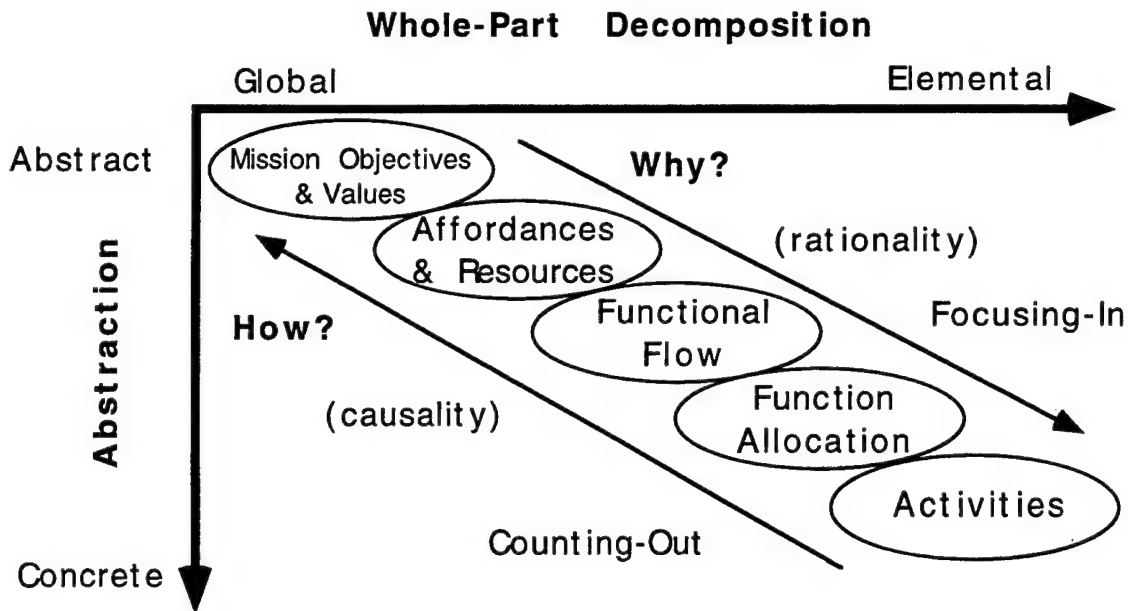 Whole-Part Decomposition
Global
Elemental
Abstract
Mission Objectives
& Values
Why?
Affordances
& Resources
(rationality)
Abstraction
How?
Functional
Flow
Focusing-In
(causality)
Function
Allocation
Activities
Counting-Out
Concrete